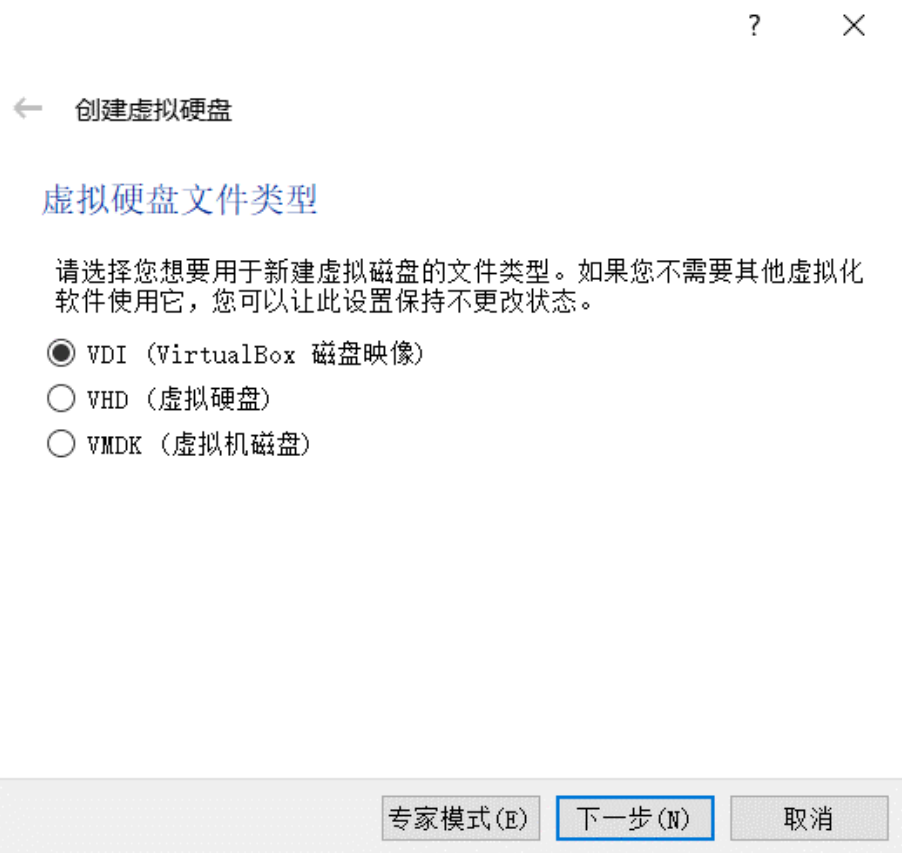 ?
创建虚拟硬盘
虚拟硬盘文件类型
请选择您想要用于新建虚拟磁盘的文件类型。如果您不需要其他虚拟化
软件使用它，您可以让此设置保持不更改状态。
VDI (VirtualBox 磁盘映像)
VHD (虚拟硬盘)
VMDK (虚拟机磁盘)
专家模式(E) 下一步(N) 取消